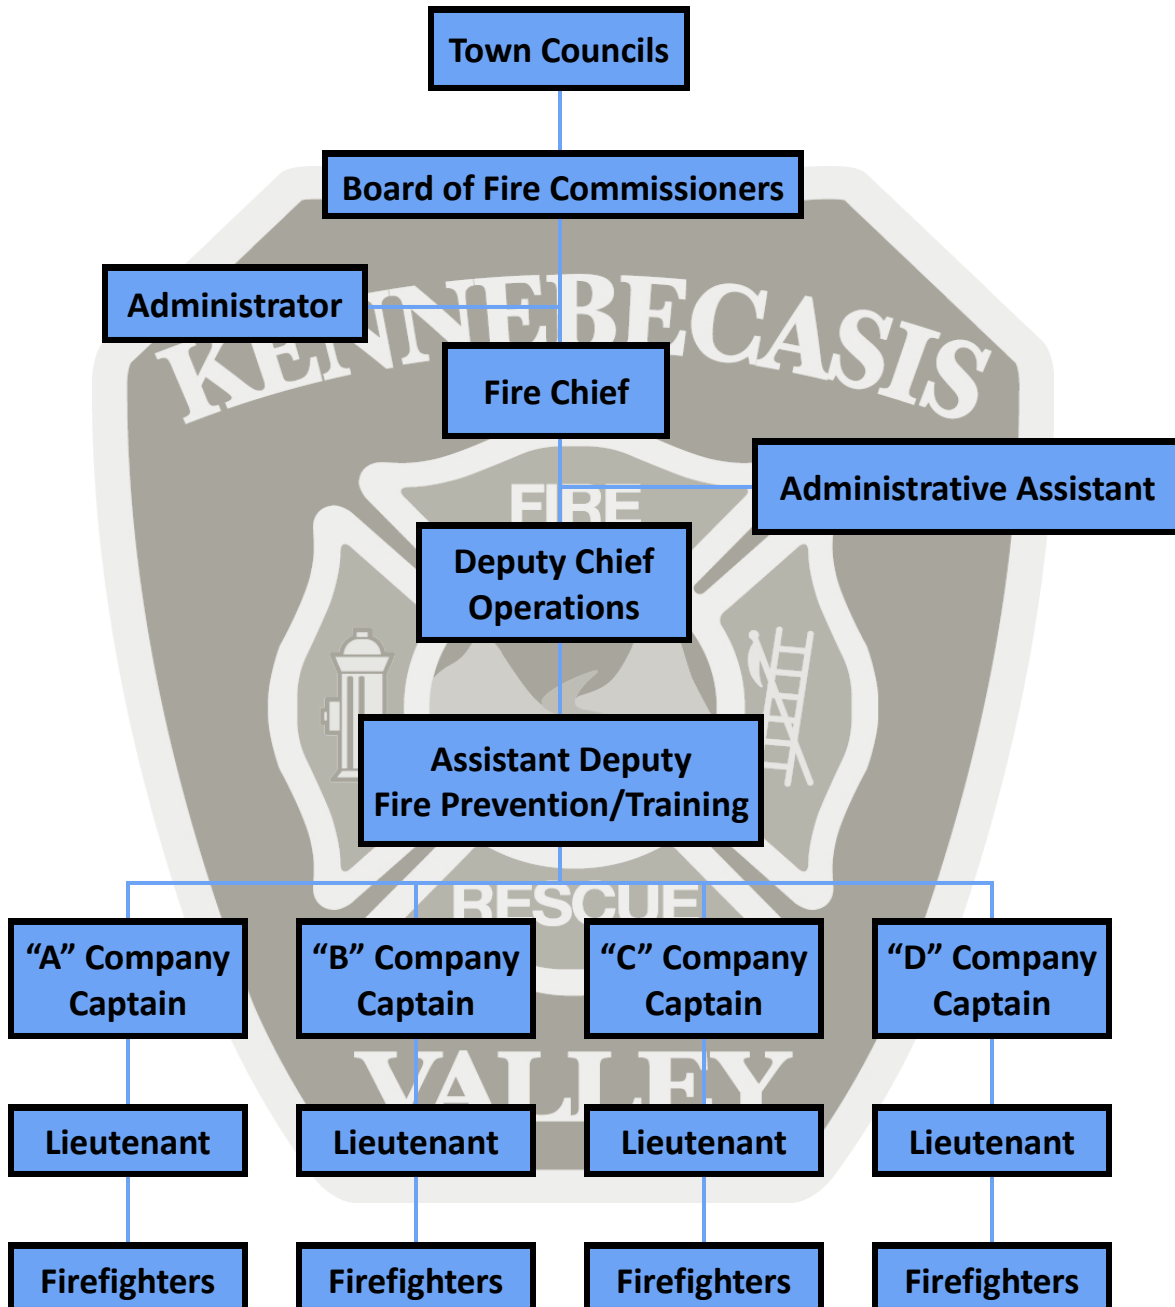 Town Councils
Board of Fire Commissioners
Administrator
KENNEBECASIS
Fire Chief
Administrative Assistant
FIRE
Deputy Chief
Operations
Assistant Deputy
Fire Prevention/Training
RESCUE
“A” Company
Captain
“B” Company
Captain
“C” Company
Captain
“D” Company
Captain
VALLEY
Lieutenant
Lieutenant
Lieutenant
Lieutenant
Firefighters
Firefighters
Firefighters
Firefighters